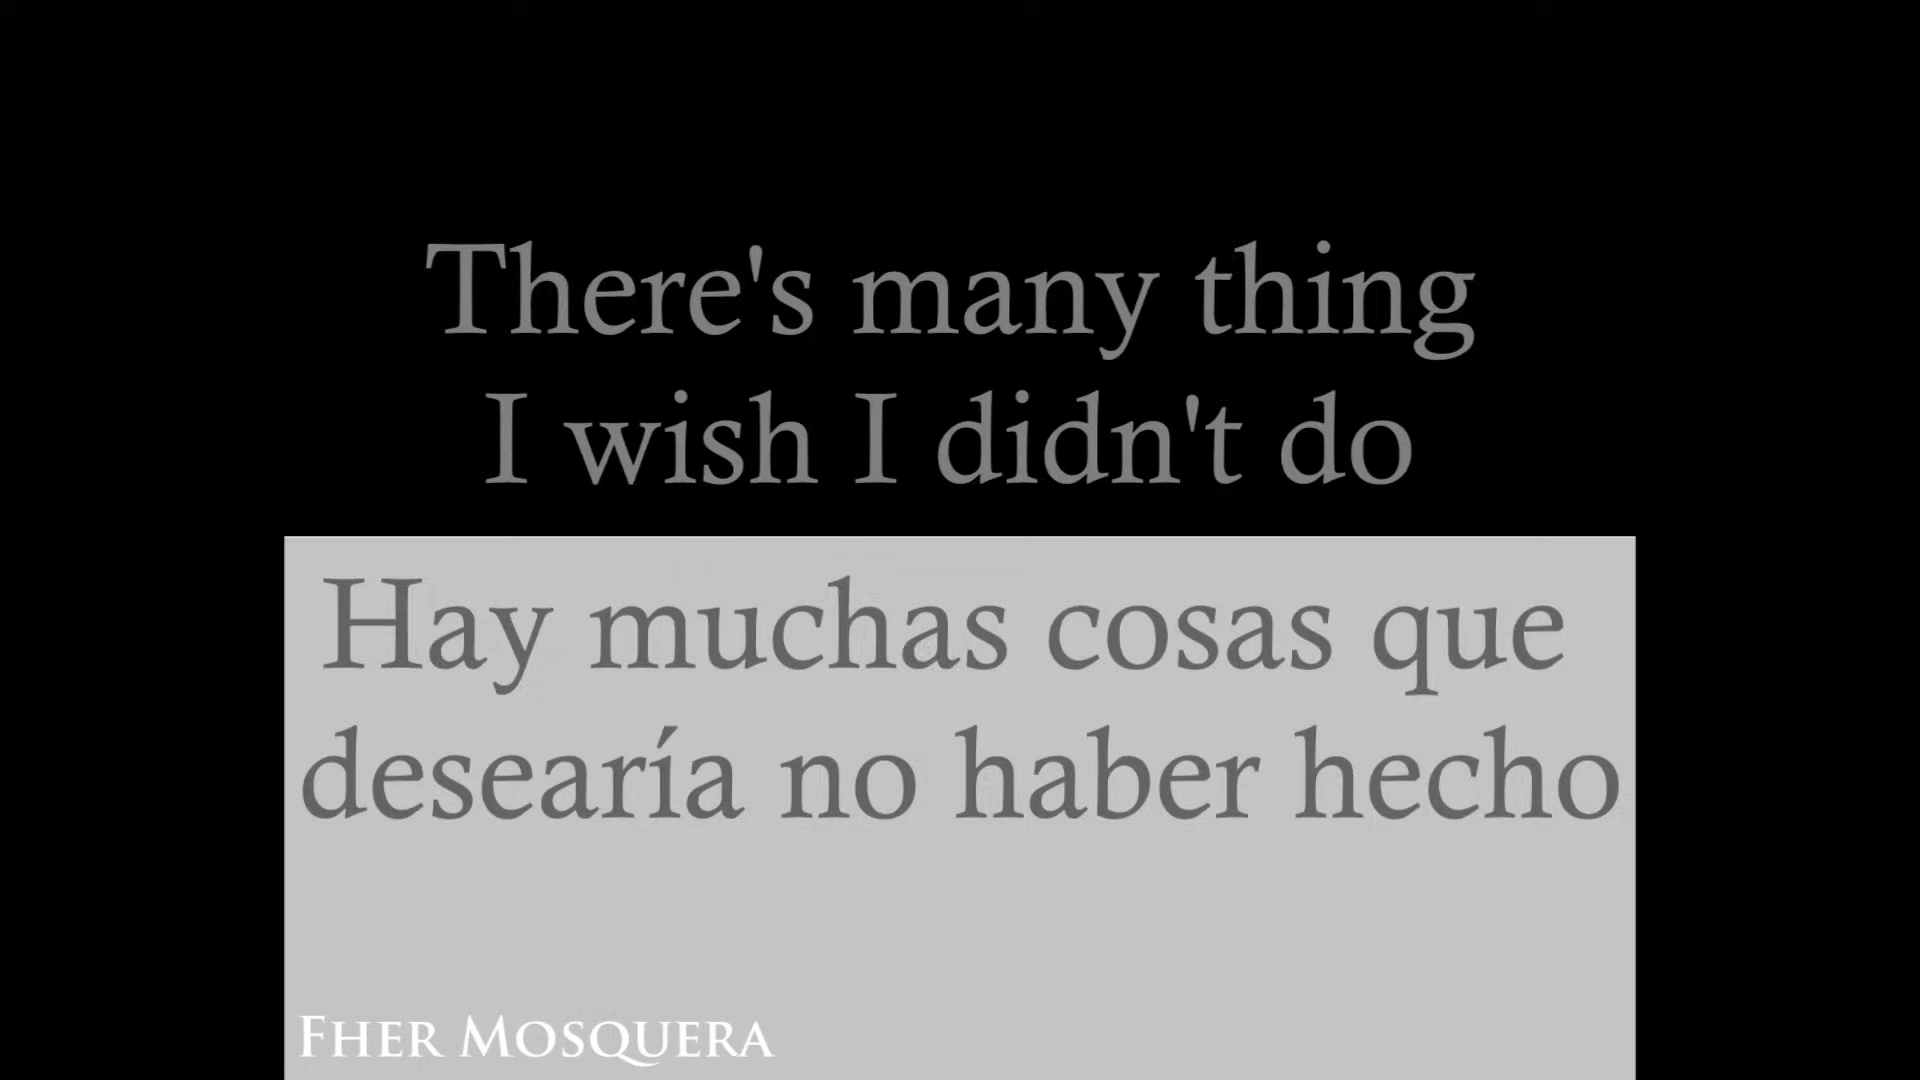 There's many thing
I wish I didn't do
Hay muchas cosas que
desearía no haber hecho
Fher Mosquera